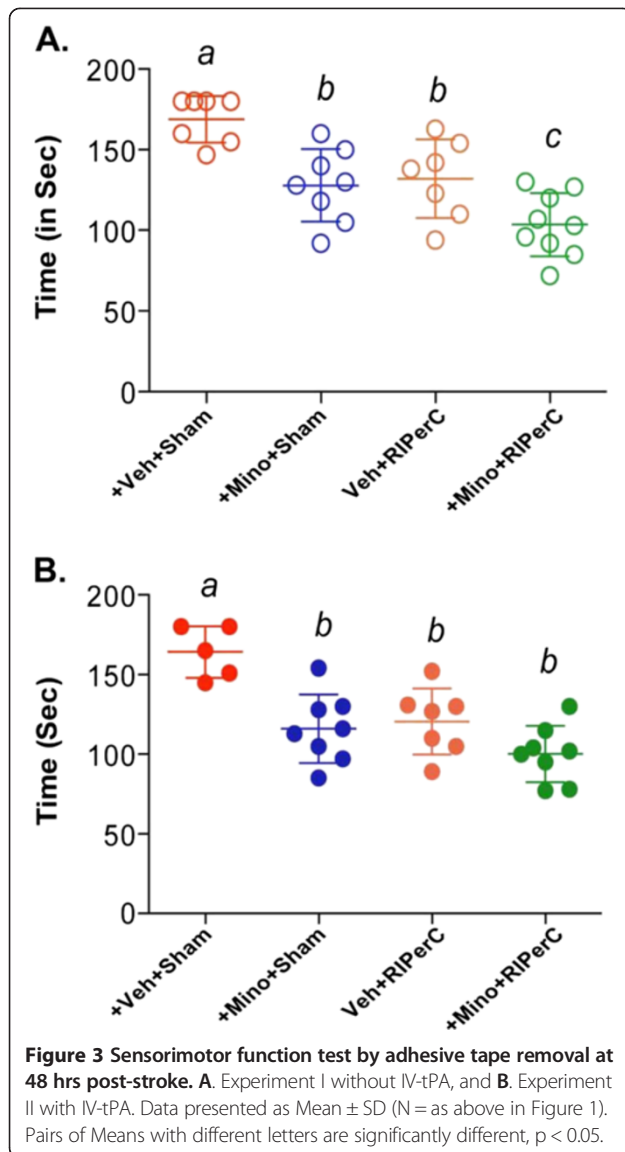 A.
a
b
b
c
Time (in Sec)
200
150
100
50
0
+Veh+Sham
+Mino+Sham
Veh+RIPerC
+Mino+RIPerC
B.
a
b
b
b
Time (Sec)
200
150
100
50
0
+Veh+Sham
+Mino+Sham
Veh+RIPerC
+Mino+RIPerC
Figure 3 Sensorimotor function test by adhesive tape removal at
48 hrs post-stroke. A. Experiment I without IV-tPA, and B. Experiment
II with IV-tPA. Data presented as Mean ± SD (N = as above in Figure 1).
Pairs of Means with different letters are significantly different, p < 0.05.